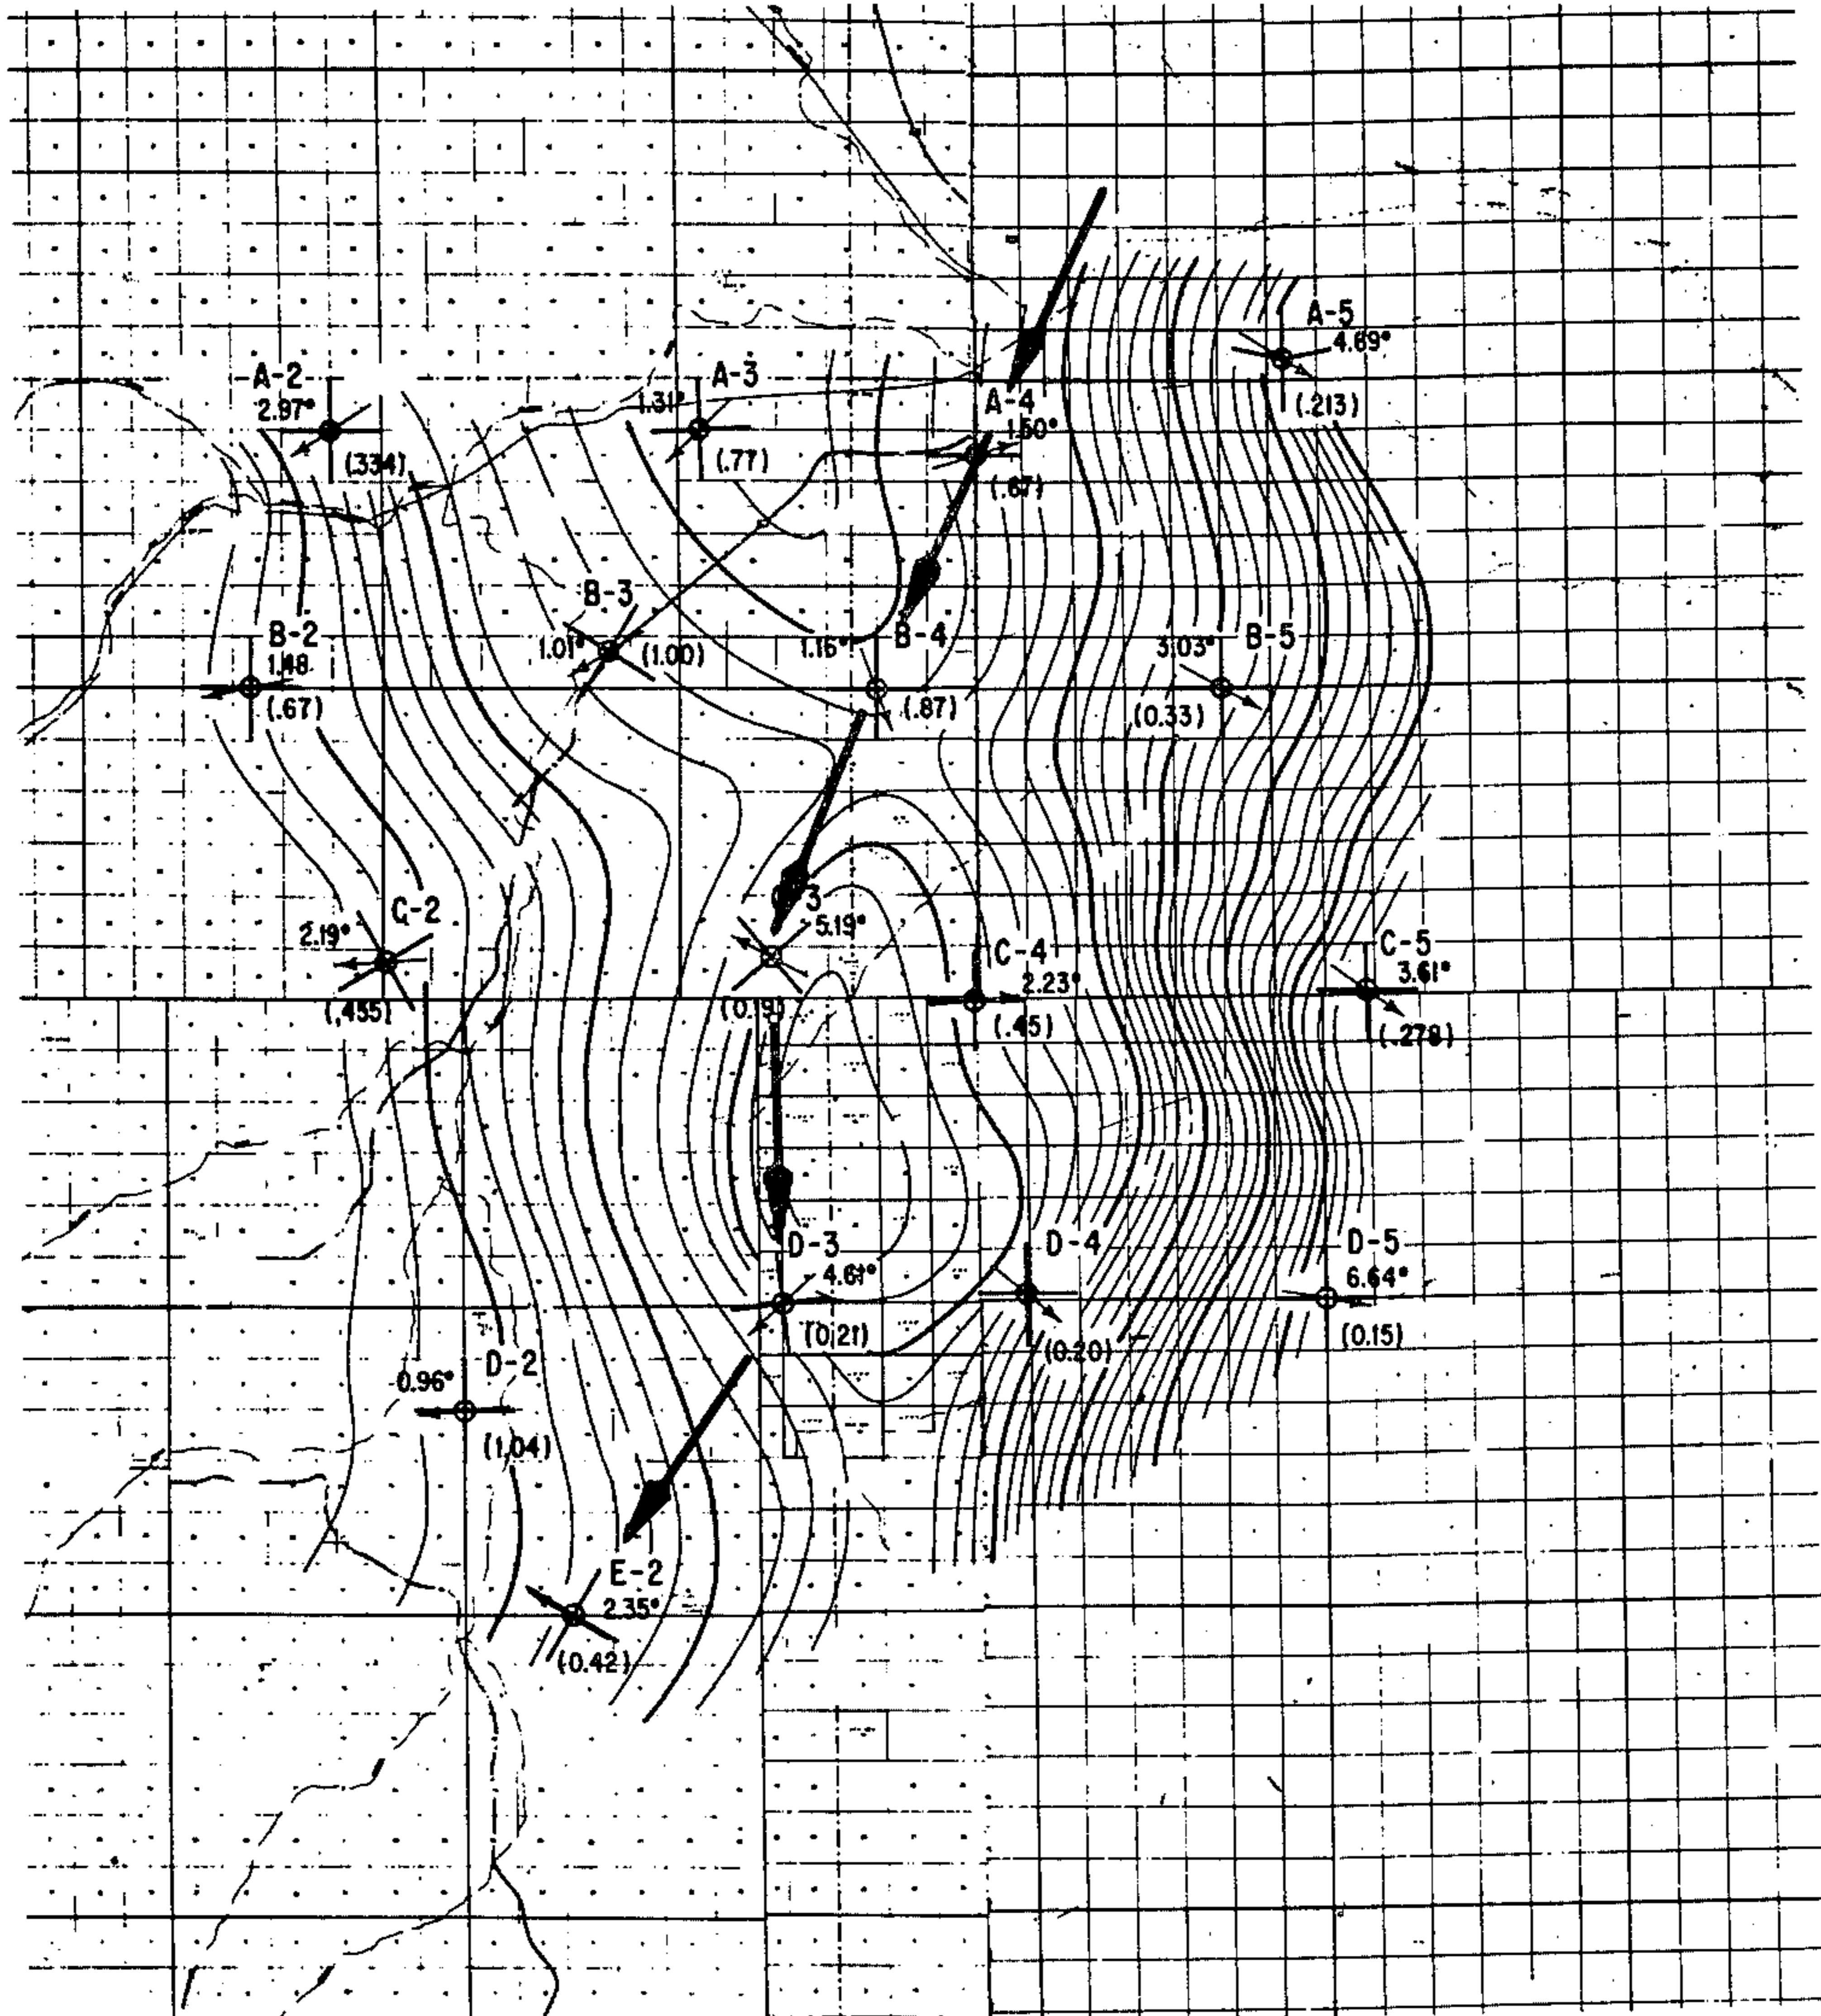 A-5
4.69°
(.213)
A-2
2.97°
(.334)
A-3
1.31°
(.77)
A-4
1.50°
(.67)
B-3
1.01°
(1.00)
B-2
1.48
(.67)
B-4
1.16°
(.87)
3.03°
B-5
(0.33)
C-2
2.19°
(.455)
3
5.19°
(0.19)
C-4
2.23°
(.45)
C-5
3.61°
(.278)
D-3
4.61°
(0.21)
D-4
(0.20)
D-5
6.64°
(0.15)
D-2
0.96°
(1.04)
E-2
2.35°
(0.42)